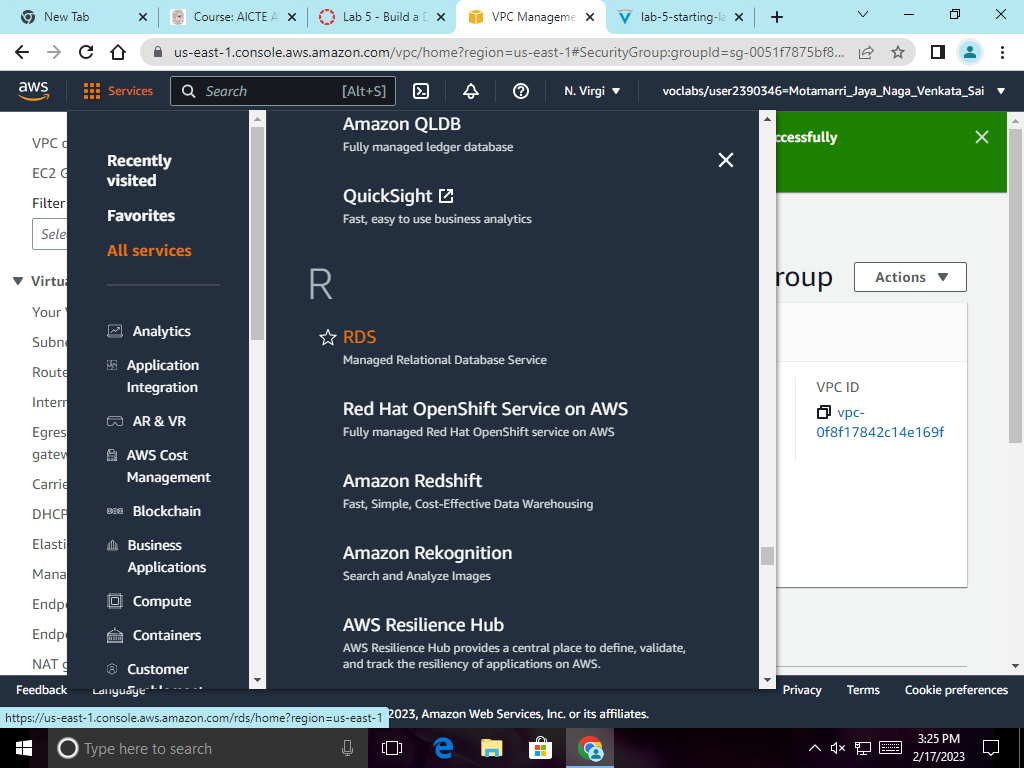 New Tab
Course: AICTE A
Lab 5 - Build a D
VPC Manageme
lab-5-starting-la
us-east-1.console.aws.amazon.com/vpc/home?region=us-east-1#SecurityGroup:groupId=sg-0051f7875bf8...
aws
Services
Search
[Alt+S]
N. Virgi
voclabs/user2390346=Motamarri_Jaya_Naga_Venkata_Sai
ccessfully
VPC d
EC2 G
Filter
Sele
Virtua
Your V
Subne
Route
Intern
Egres
gatew
Carrie
DHCP
Elasti
Mana
Endpo
Endpo
NAT g
Recently
visited
Favorites
All services
Analytics
Application
Integration
AR & VR
AWS Cost
Management
Blockchain
Business
Applications
Compute
Containers
Customer
Enablement
Amazon QLDB
Fully managed ledger database
QuickSight
Fast, easy to use business analytics
R
RDS
Managed Relational Database Service
Red Hat OpenShift Service on AWS
Fully managed Red Hat OpenShift service on AWS
Amazon Redshift
Fast, Simple, Cost-Effective Data Warehousing
Amazon Rekognition
Search and Analyze Images
AWS Resilience Hub
AWS Resilience Hub provides a central place to define, validate,
and track the resiliency of applications on AWS.
roup
Actions
VPC ID
vpc-
0f8f17842c14e169f
Feedback
Language
Privacy
Terms
Cookie preferences
https://us-east-1.console.aws.amazon.com/rds/home?region=us-east-1
2023, Amazon Web Services, Inc. or its affiliates.
Type here to search
3:25 PM
2/17/2023